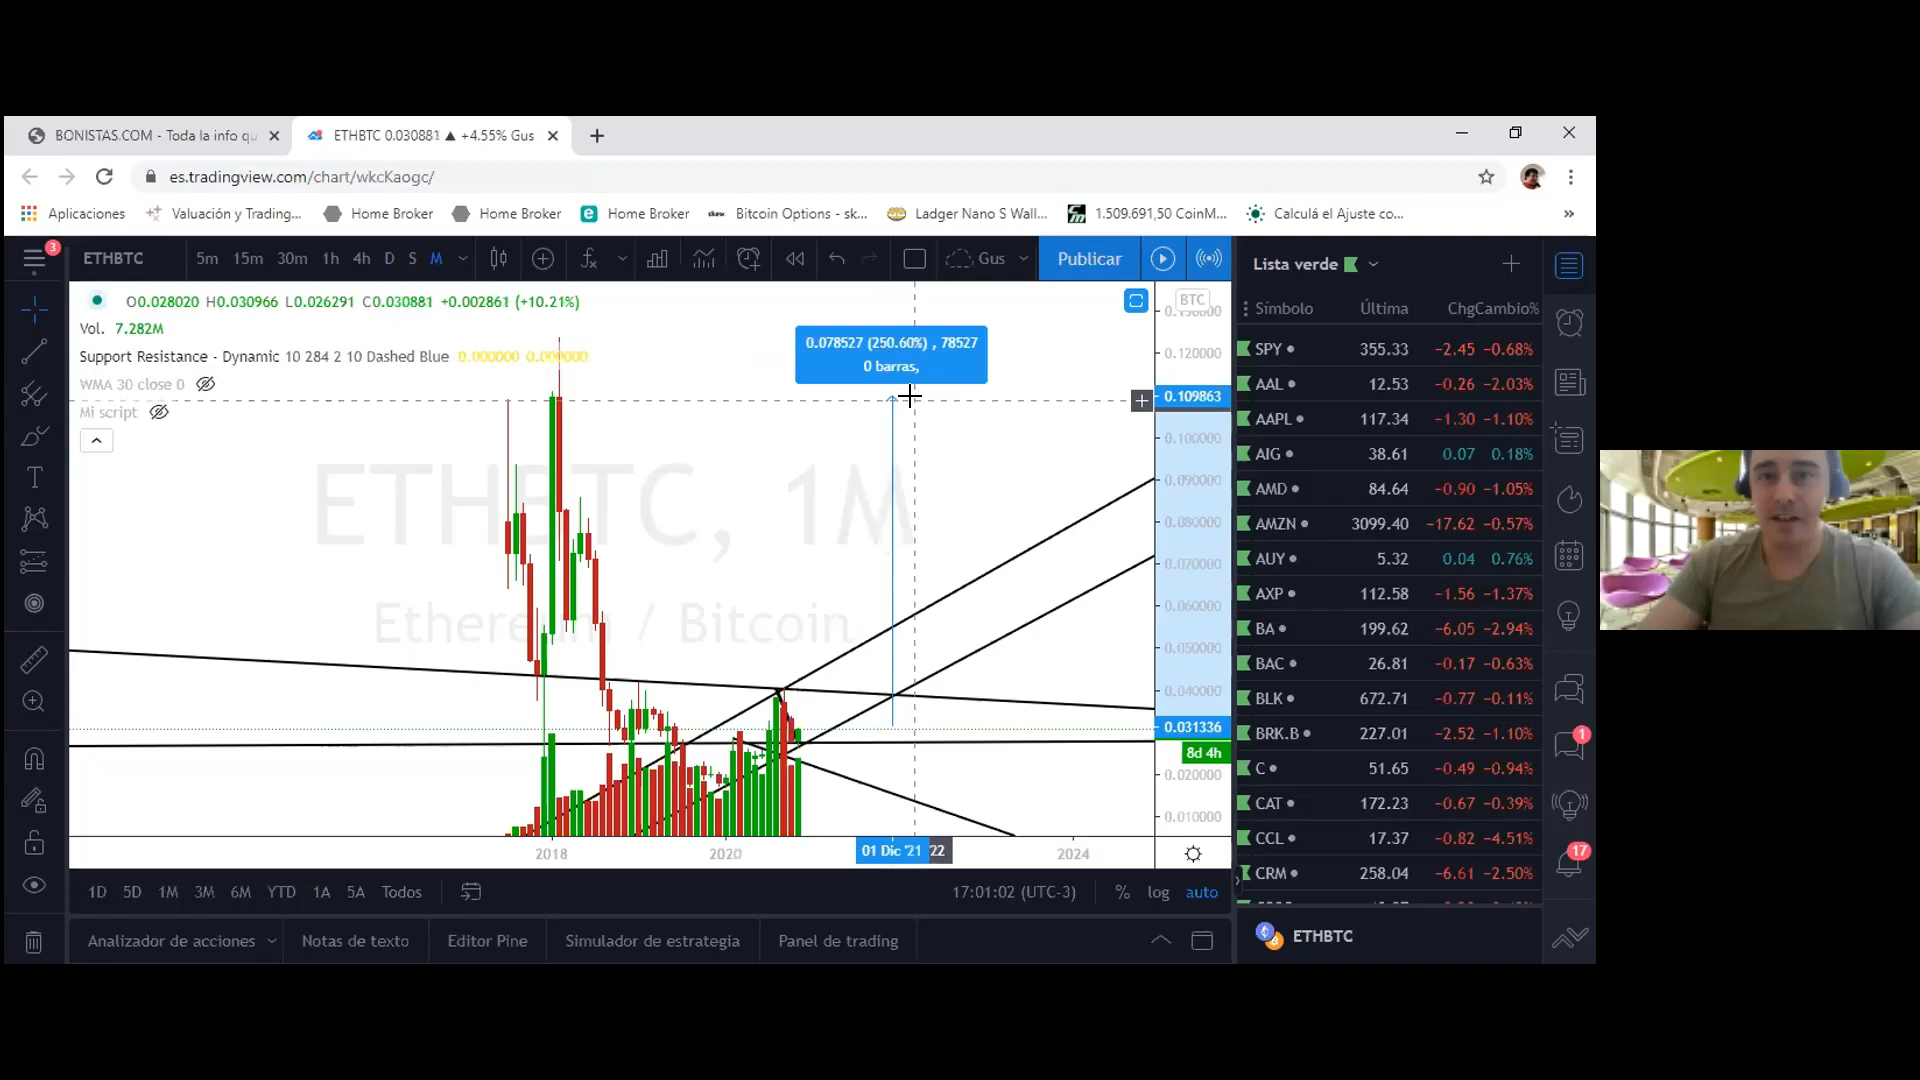 BONISTAS.COM - Toda la info qu
ETHBTC 0.030881 ▲ +4.55% Gus
es.tradingview.com/chart/wkcKaogc/
Aplicaciones Valuación y Trading... Home Broker Home Broker Home Broker skew Bitcoin Options - sk... Ladger Nano S Wall... 1.509.691,50 CoinM... Calculá el Ajuste co... »
3
ETHBTC 5m 15m 30m 1h 4h D S M Gus Publicar
Lista verde
O0.028020 H0.030966 L0.026291 C0.030881 +0.002861 (+10.21%)
Vol. 7.282M
Support Resistance - Dynamic 10 284 2 10 Dashed Blue 0.000000 0.000000
WMA 30 close 0
Mi script
0.078527 (250.60%) , 78527
0 barras,
ETHBTC, 1M
Ethereum / Bitcoin
BTC
0.120000
0.109863
0.100000
0.090000
0.080000
0.070000
0.060000
0.050000
0.040000
0.031336
8d 4h
0.020000
0.010000
2018 2020 01 Dic '21 22 2024
1D 5D 1M 3M 6M YTD 1A 5A Todos 17:01:02 (UTC-3) % log auto
Analizador de acciones Notas de texto Editor Pine Simulador de estrategia Panel de trading
Símbolo Última Chg Cambio%
SPY 355.33 −2.45 −0.68%
AAL 12.53 −0.26 −2.03%
AAPL 117.34 −1.30 −1.10%
AIG 38.61 0.07 0.18%
AMD 84.64 −0.90 −1.05%
AMZN 3099.40 −17.62 −0.57%
AUY 5.32 0.04 0.76%
AXP 112.58 −1.56 −1.37%
BA 199.62 −6.05 −2.94%
BAC 26.81 −0.17 −0.63%
BLK 672.71 −0.77 −0.11%
BRK.B 227.01 −2.52 −1.10%
C 51.65 −0.49 −0.94%
CAT 172.23 −0.67 −0.39%
CCL 17.37 −0.82 −4.51%
CRM 258.04 −6.61 −2.50%
ETHBTC
1
17